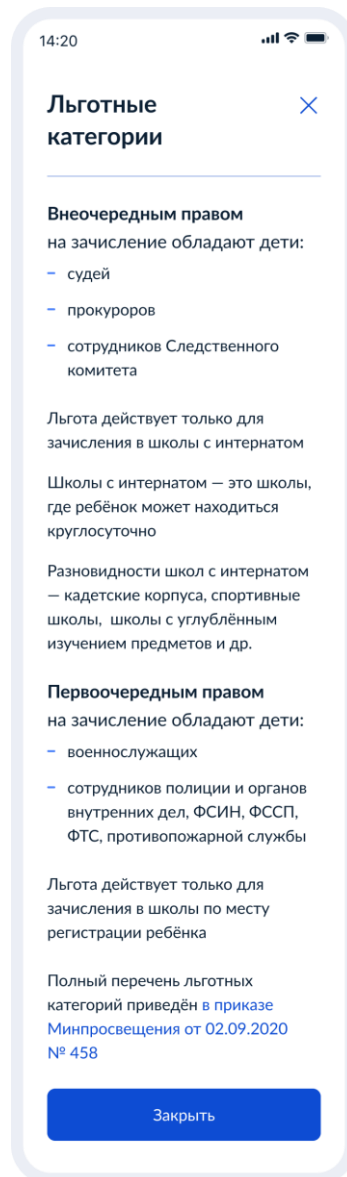 14:20
Льготные
категории
Внеочередным правом
на зачисление обладают дети:
– судей
– прокуроров
– сотрудников Следственного
комитета
Льгота действует только для
зачисления в школы с интернатом
Школы с интернатом — это школы,
где ребёнок может находиться
круглосуточно
Разновидности школ с интернатом
— кадетские корпуса, спортивные
школы, школы с углублённым
изучением предметов и др.
Первоочередным правом
на зачисление обладают дети:
– военнослужащих
– сотрудников полиции и органов
внутренних дел, ФСИН, ФССП,
ФТС, противопожарной службы
Льгота действует только для
зачисления в школы по месту
регистрации ребёнка
Полный перечень льготных
категорий приведён в приказе
Минпросвещения от 02.09.2020
№ 458
Закрыть